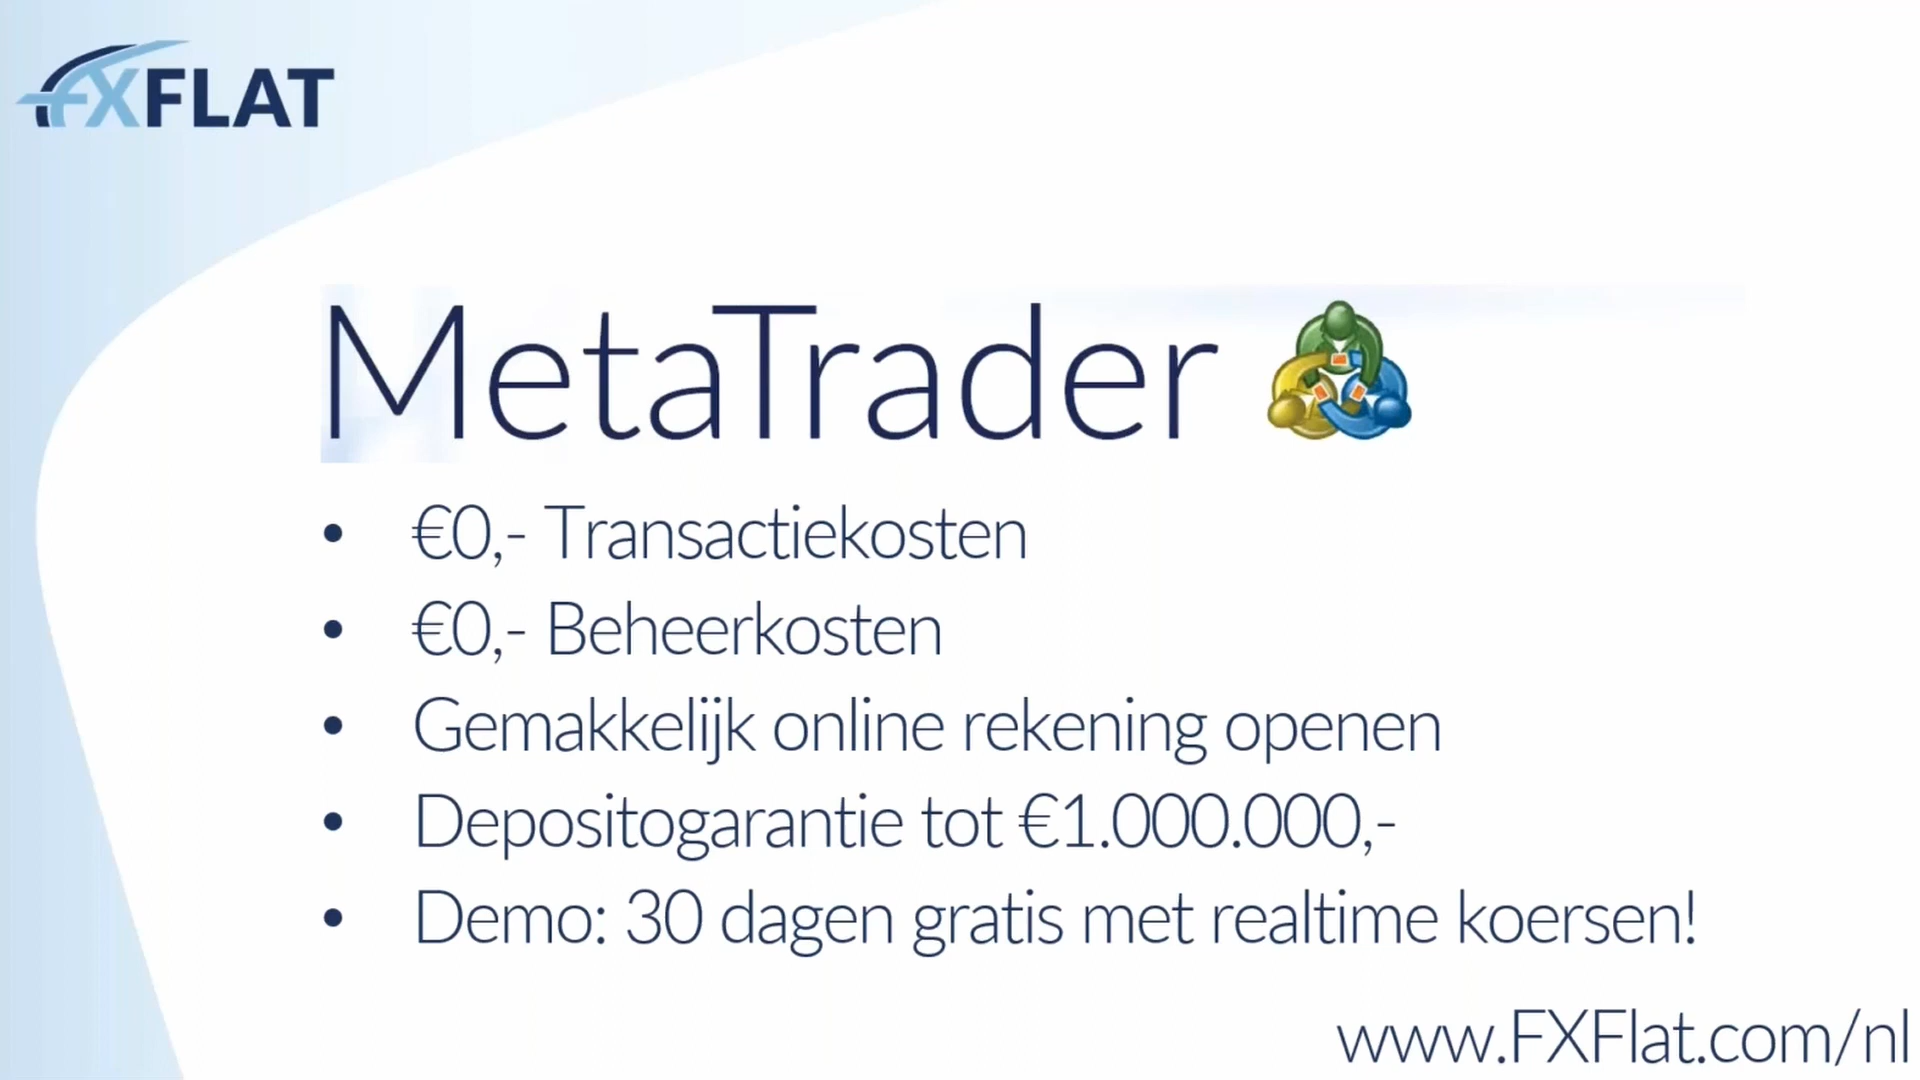 FXFLAT
MetaTrader
• €0,- Transactiekosten
• €0,- Beheerkosten
• Gemakkelijk online rekening openen
• Depositogarantie tot €1.000.000,-
• Demo: 30 dagen gratis met realtime koersen!
www.FXFlat.com/nl